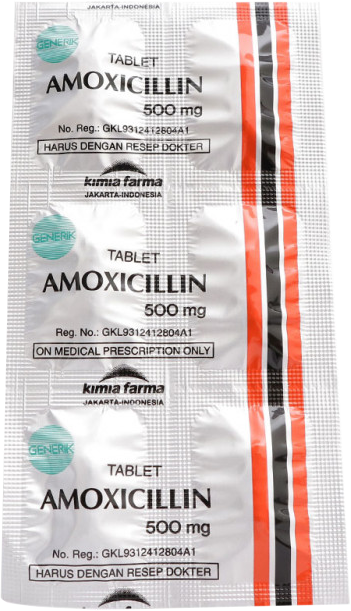 JAKARTA-INDONESIA
GENERIK
TABLET
AMOXICILLIN
500 mg
No. Reg.: GKL9312412804A1
HARUS DENGAN RESEP DOKTER
kimia farma
JAKARTA-INDONESIA
GENERIK
TABLET
AMOXICILLIN
500 mg
Reg. No.: GKL9312412804A1
ON MEDICAL PRESCRIPTION ONLY
kimia farma
JAKARTA-INDONESIA
GENERIK
TABLET
AMOXICILLIN
500 mg
No. Reg.: GKL9312412804A1
HARUS DENGAN RESEP DOKTER